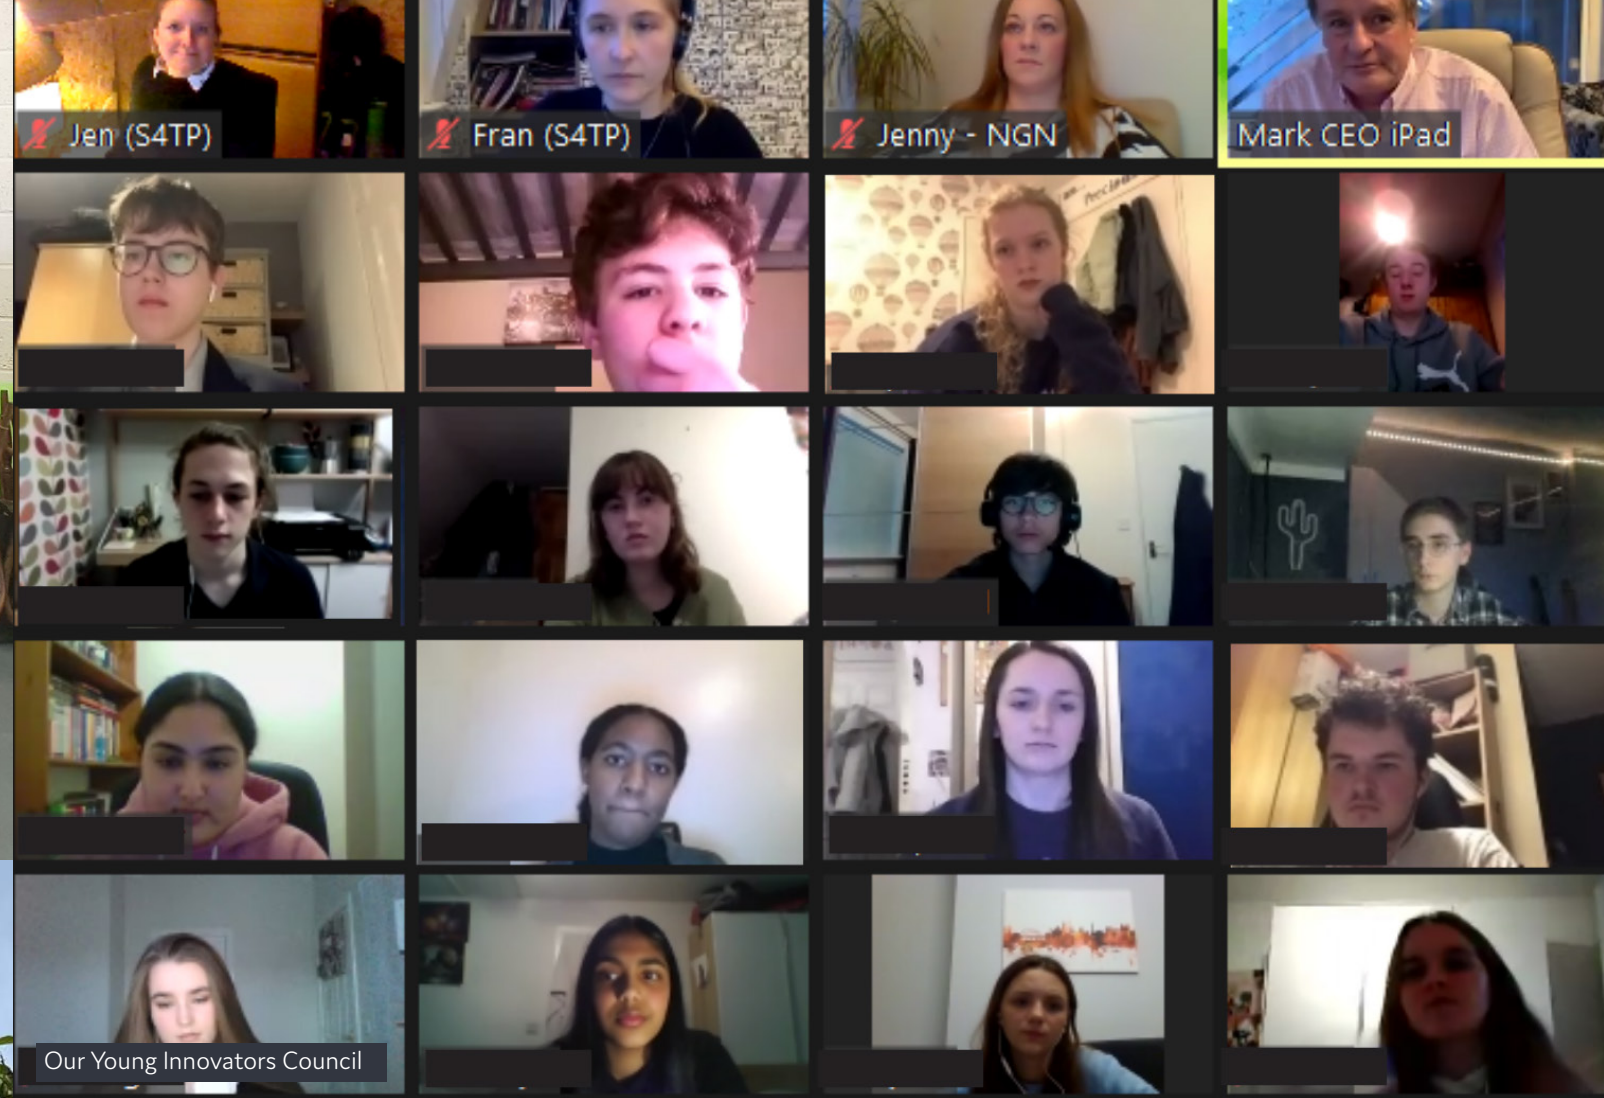 Jen (S4TP)
Fran (S4TP)
Jenny - NGN
Mark CEO iPad
Our Young Innovators Council